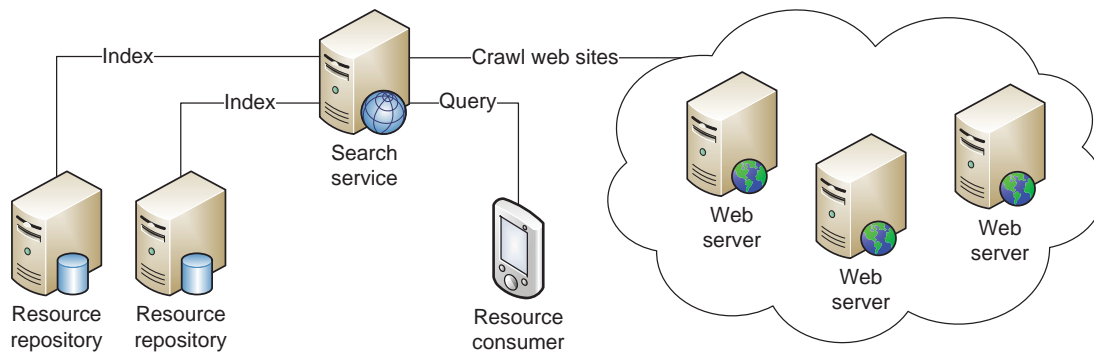 Index
Crawl web sites
Index
Query
Search
service
Web
server
Web
server
Web
server
Resource
repository
Resource
repository
Resource
consumer